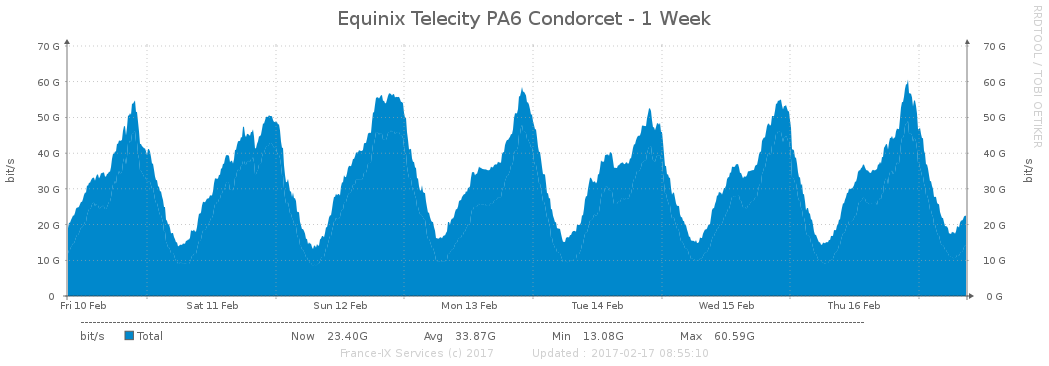 Equinix Telecity PA6 Condorcet - 1 Week
RRDTOOL / TOBI OETIKER
bit/s
70 G 70 G
60 G 60 G
50 G 50 G
40 G 40 G
30 G 30 G
20 G 20 G
10 G 10 G
0 0 G
bit/s
Fri 10 Feb Sat 11 Feb Sun 12 Feb Mon 13 Feb Tue 14 Feb Wed 15 Feb Thu 16 Feb
bit/s Total Now 23.40G Avg 33.87G Min 13.08G Max 60.59G
France-IX Services (c) 2017 Updated : 2017-02-17 08:55:10